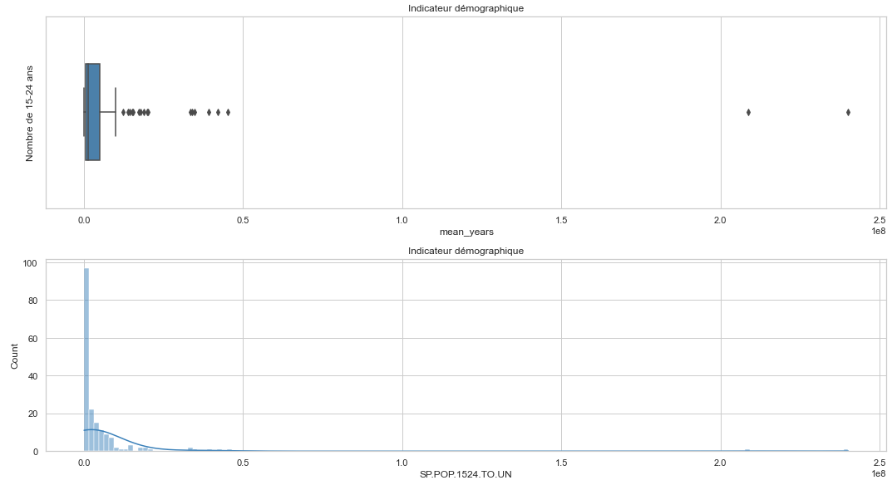 Indicateur démographique
Nombre de 15-24 ans
0.0 0.5 1.0 1.5 2.0 2.5
1e8
mean_years
Indicateur démographique
100
80
60
40
20
0
Count
0.0 0.5 1.0 1.5 2.0 2.5
1e8
SP.POP.1524.TO.UN